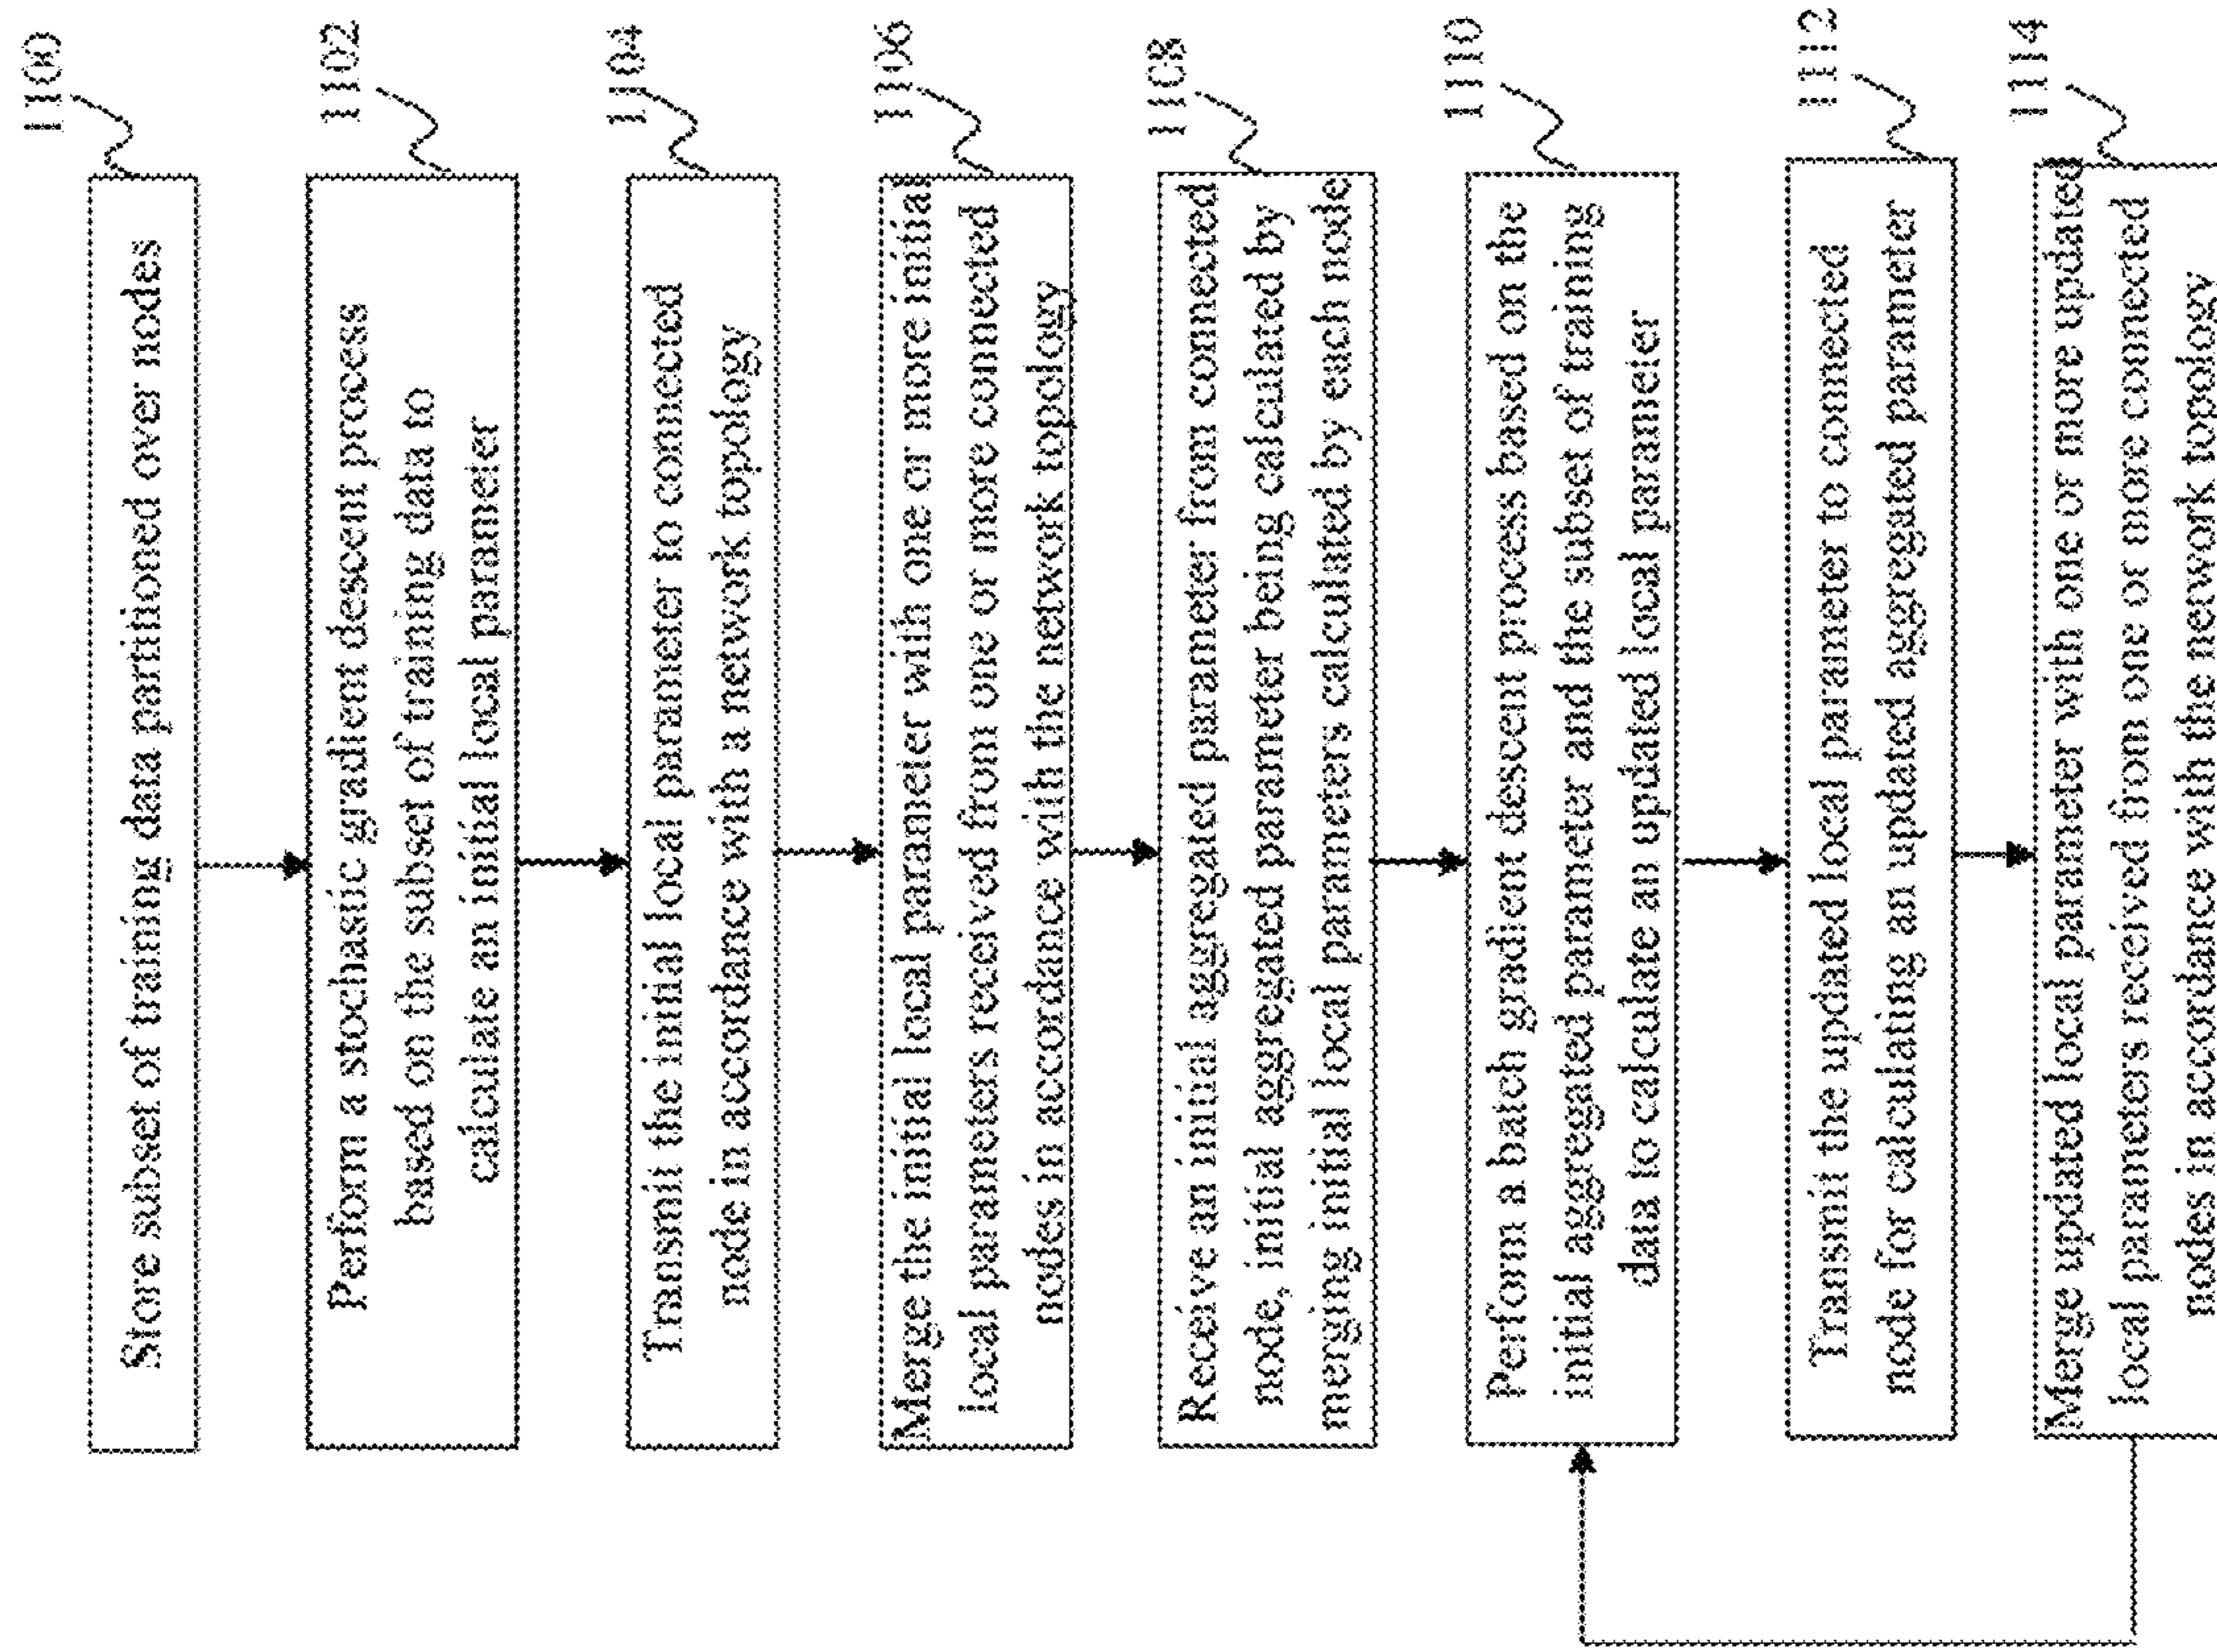 1100
Store subset of training data partitioned over nodes
1102
Perform a stochastic gradient descent process
based on the subset of training data to
calculate an initial local parameter
1104
Transmit the initial local parameter to connected
node in accordance with a network topology
1106
Merge the initial local parameter with one or more initial
local parameters received from one or more connected
nodes in accordance with the network topology
1108
Receive an initial aggregated parameter from connected
node, initial aggregated parameter being calculated by
merging initial local parameters calculated by each node
1110
Perform a batch gradient descent process based on the
initial aggregated parameter and the subset of training
data to calculate an updated local parameter
1112
Transmit the updated local parameter to connected
node for calculating an updated aggregated parameter
1114
Merge updated local parameter with one or more updated
local parameters received from one or more connected
nodes in accordance with the network topology